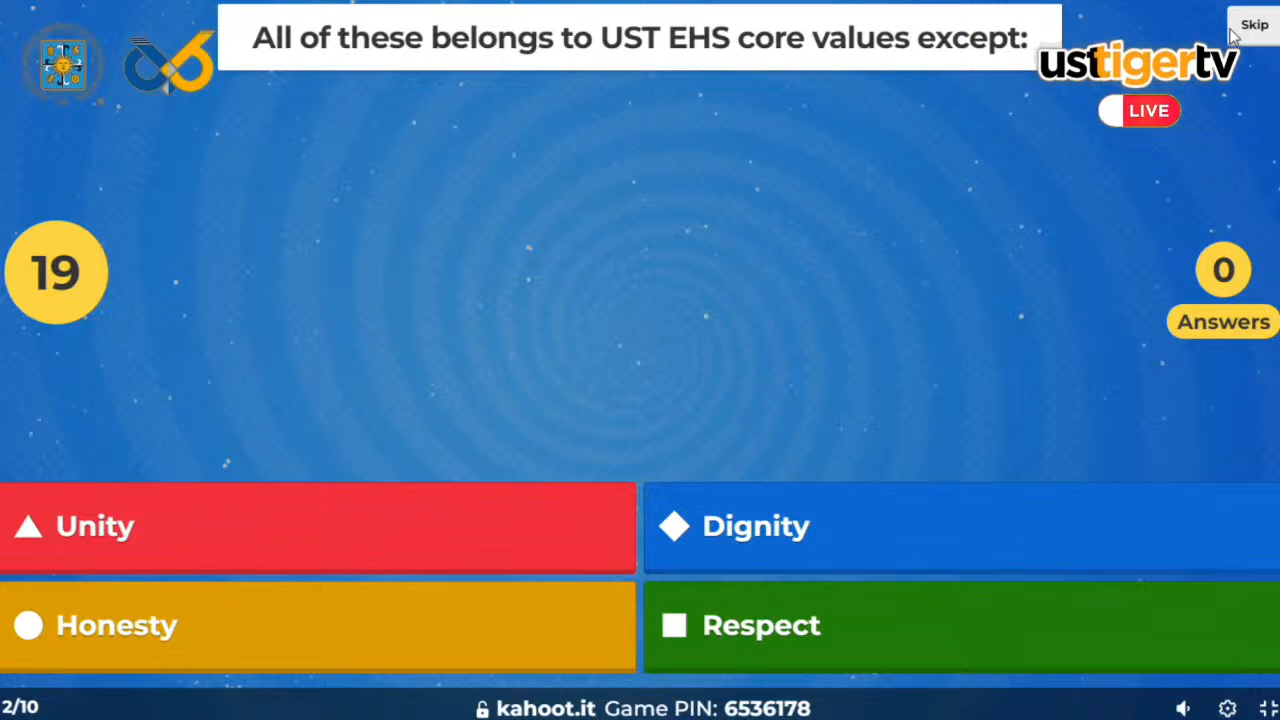 All of these belongs to UST EHS core values except:
Skip
usttigertv
LIVE
19
0
Answers
Unity
Dignity
Honesty
Respect
2/10
kahoot.it Game PIN: 6536178